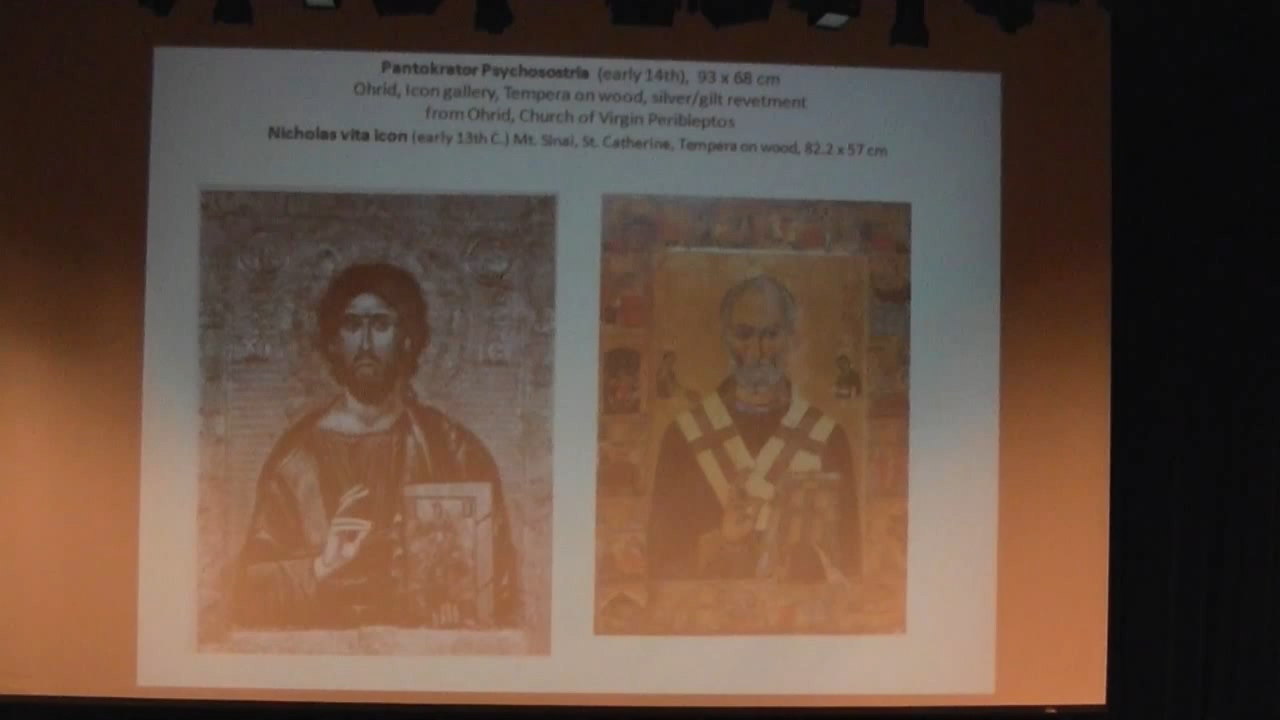 Pantokrator Psychosostria (early 14th), 93 x 68 cm
Ohrid, Icon gallery, Tempera on wood, silver/gilt revetment
from Ohrid, Church of Virgin Peribleptos
Nicholas vita icon (early 13th C.) Mt. Sinai, St. Catherine, Tempera on wood, 82.2 x 57 cm